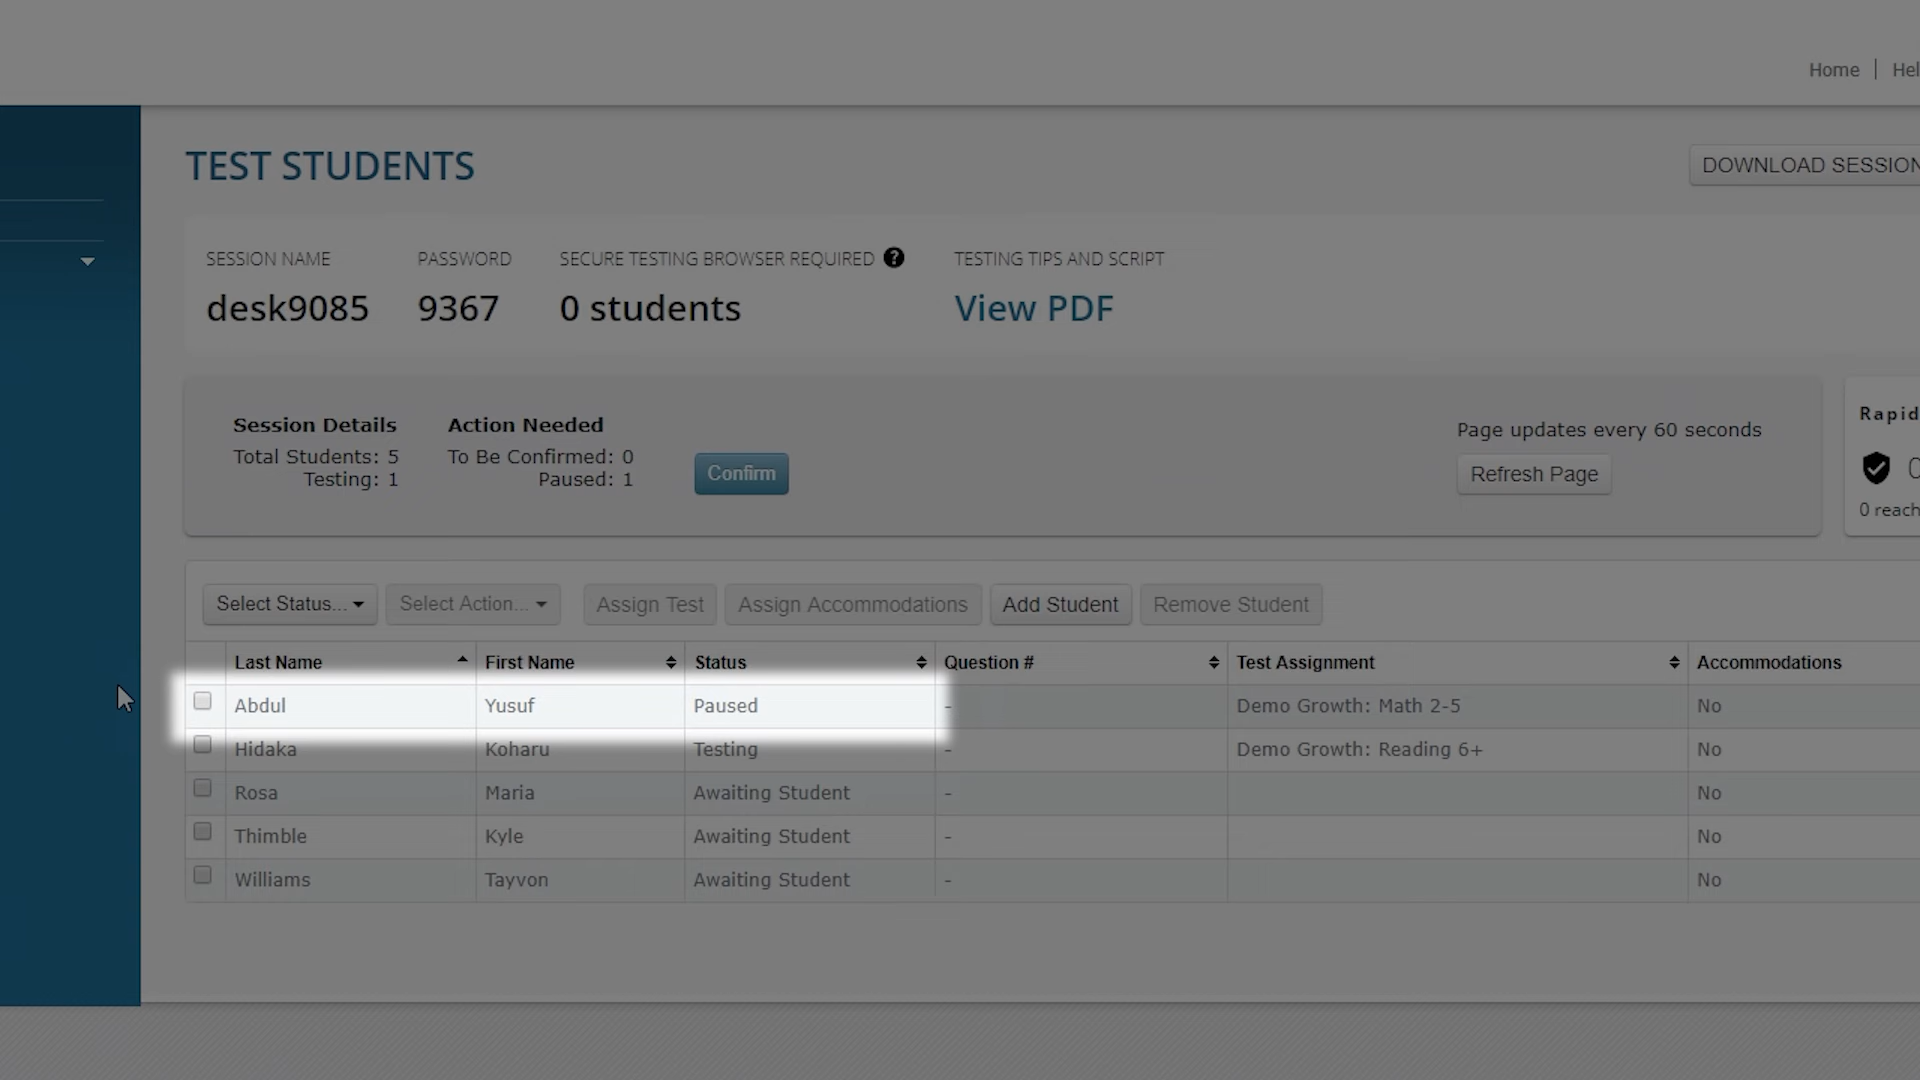 Home | Hel
TEST STUDENTS
DOWNLOAD SESSION
SESSION NAME PASSWORD SECURE TESTING BROWSER REQUIRED ? TESTING TIPS AND SCRIPT
desk9085 9367 0 students View PDF
Session Details Action Needed
Total Students: 5 To Be Confirmed: 0
Testing: 1 Paused: 1
Confirm
Page updates every 60 seconds
Refresh Page
Rapid
0
0 reach
Select Status... Select Action... Assign Test Assign Accommodations Add Student Remove Student
Last Name First Name Status Question # Test Assignment Accommodations
Abdul Yusuf Paused - Demo Growth: Math 2-5 No
Hidaka Koharu Testing - Demo Growth: Reading 6+ No
Rosa Maria Awaiting Student - No
Thimble Kyle Awaiting Student - No
Williams Tayvon Awaiting Student - No